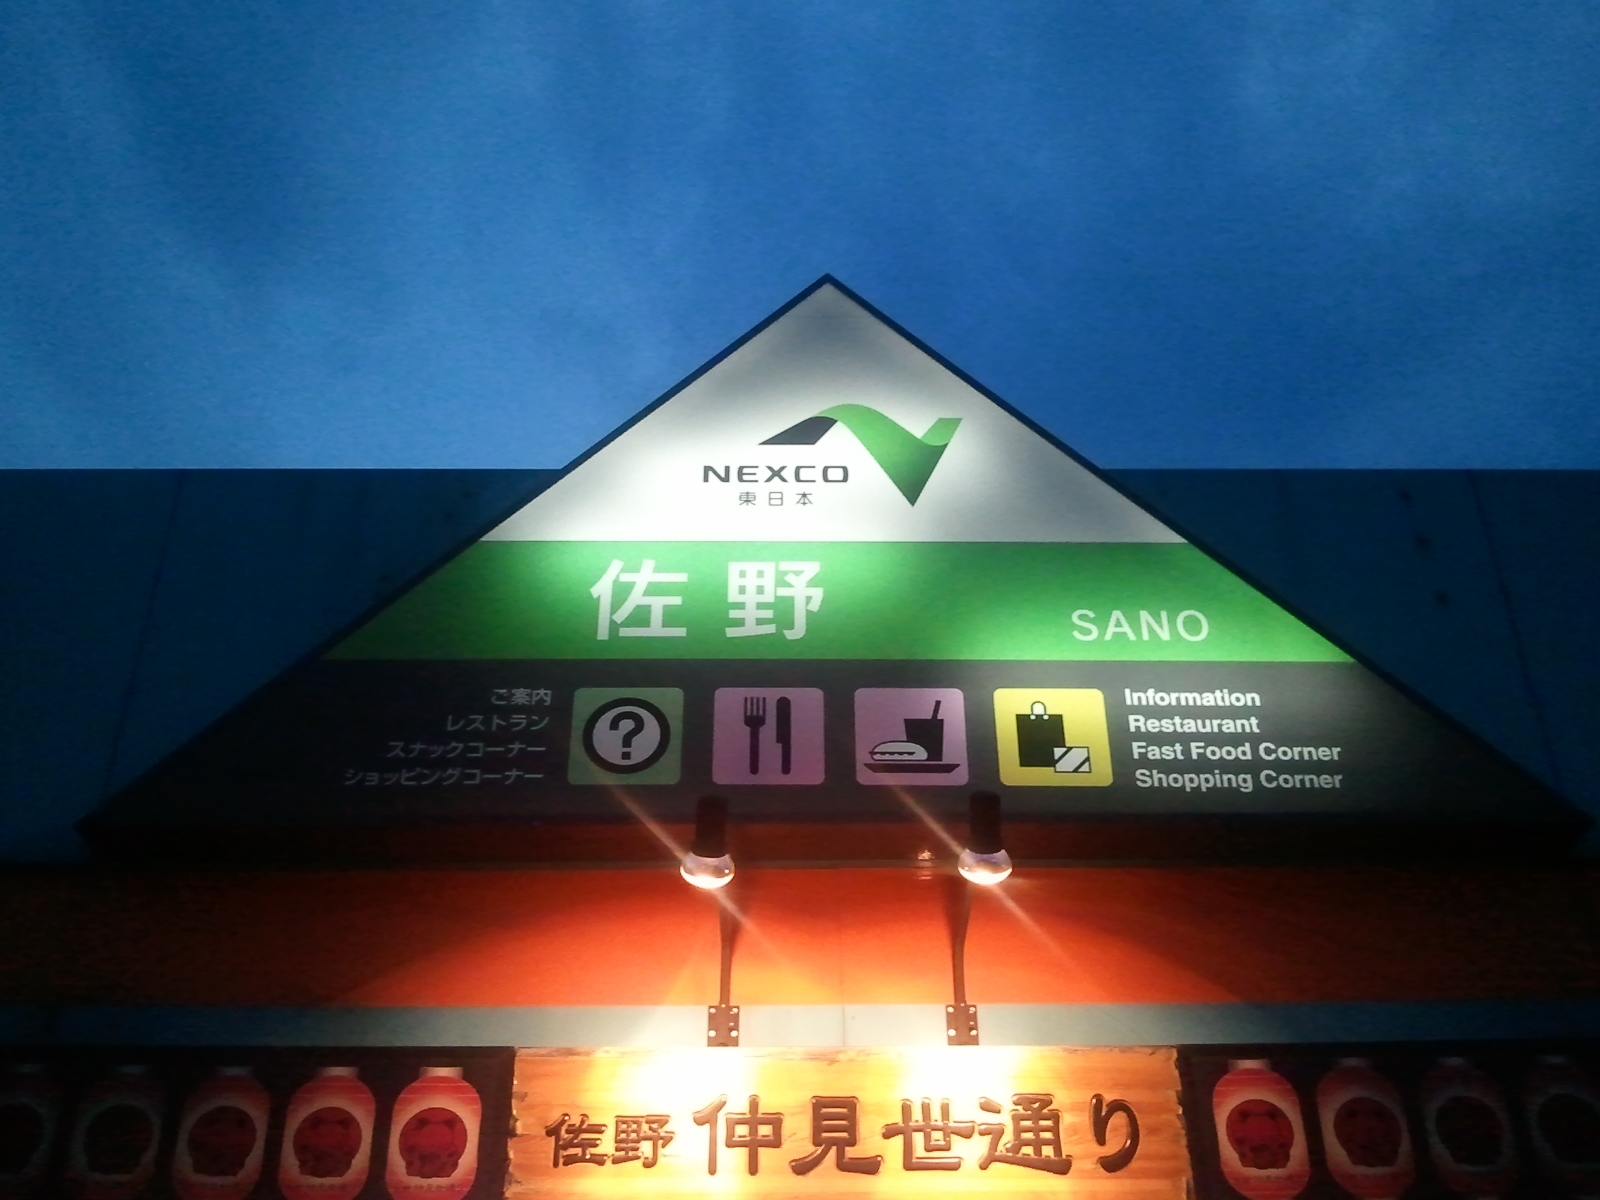 NEXCO
東日本
佐野 SANO
ご案内
レストラン
スナックコーナー
ショッピングコーナー
?
Information
Restaurant
Fast Food Corner
Shopping Corner
佐野 仲見世通り